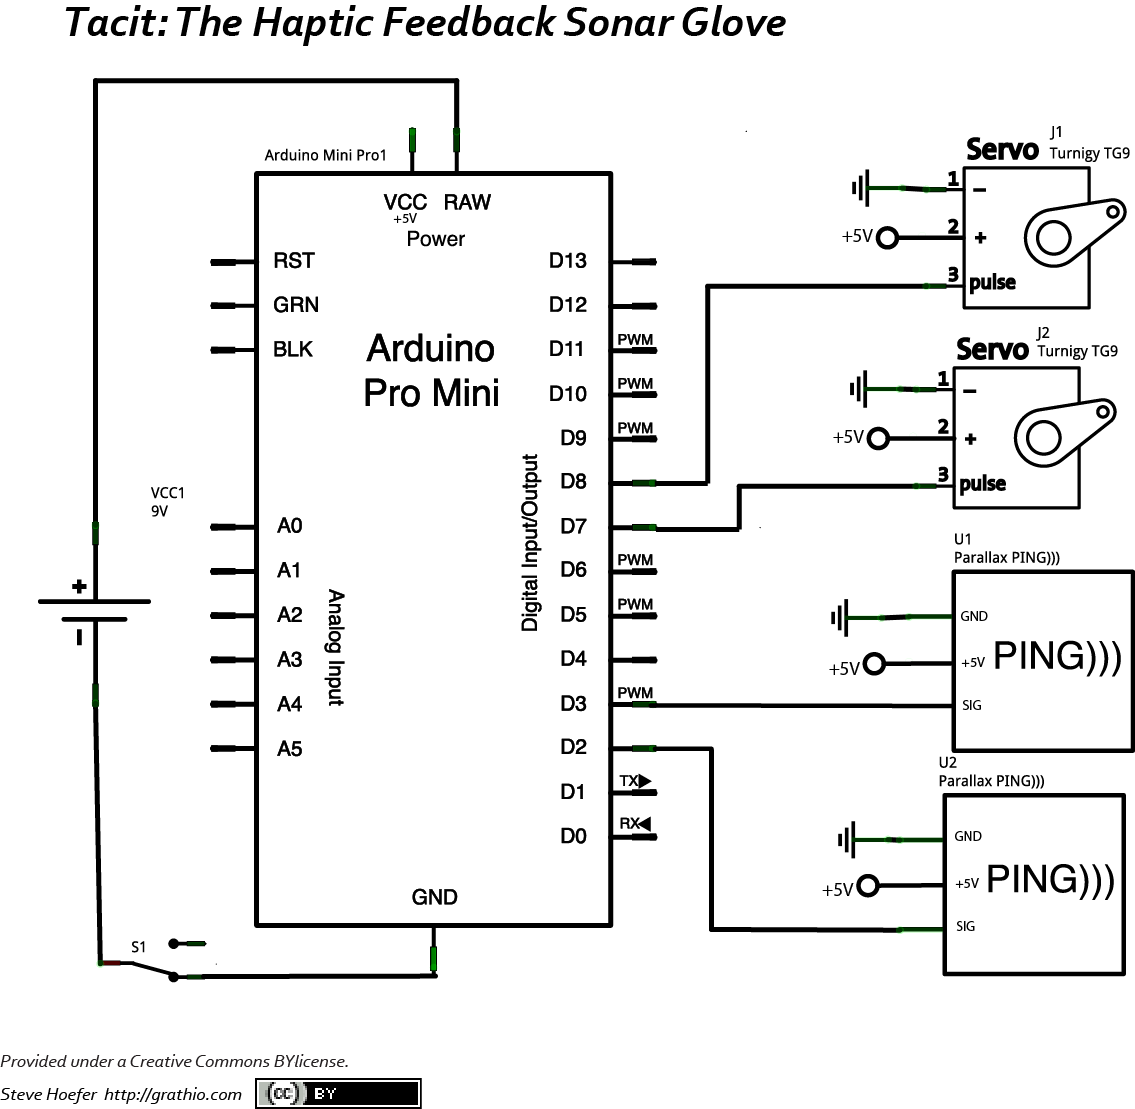 Tacit: The Haptic Feedback Sonar Glove
Arduino Mini Pro1
VCC RAW
+5V
Power
RST
GRN
BLK
Arduino
Pro Mini
A0
A1
A2
A3
A4
A5
Analog Input
Digital Input/Output
D13
D12
D11 PWM
D10 PWM
D9 PWM
D8
D7
D6 PWM
D5 PWM
D4
D3 PWM
D2
D1 TX
D0 RX
GND
VCC1
9V
+
–
S1
Servo J1
Turnigy TG9
1 –
+5V 2 +
3 pulse
Servo J2
Turnigy TG9
1 –
+5V 2 +
3 pulse
U1
Parallax PING)))
GND
+5V +5V
SIG
PING)))
U2
Parallax PING)))
GND
+5V +5V
SIG
PING)))
Provided under a Creative Commons BYlicense.
Steve Hoefer http://grathio.com
(cc) BY